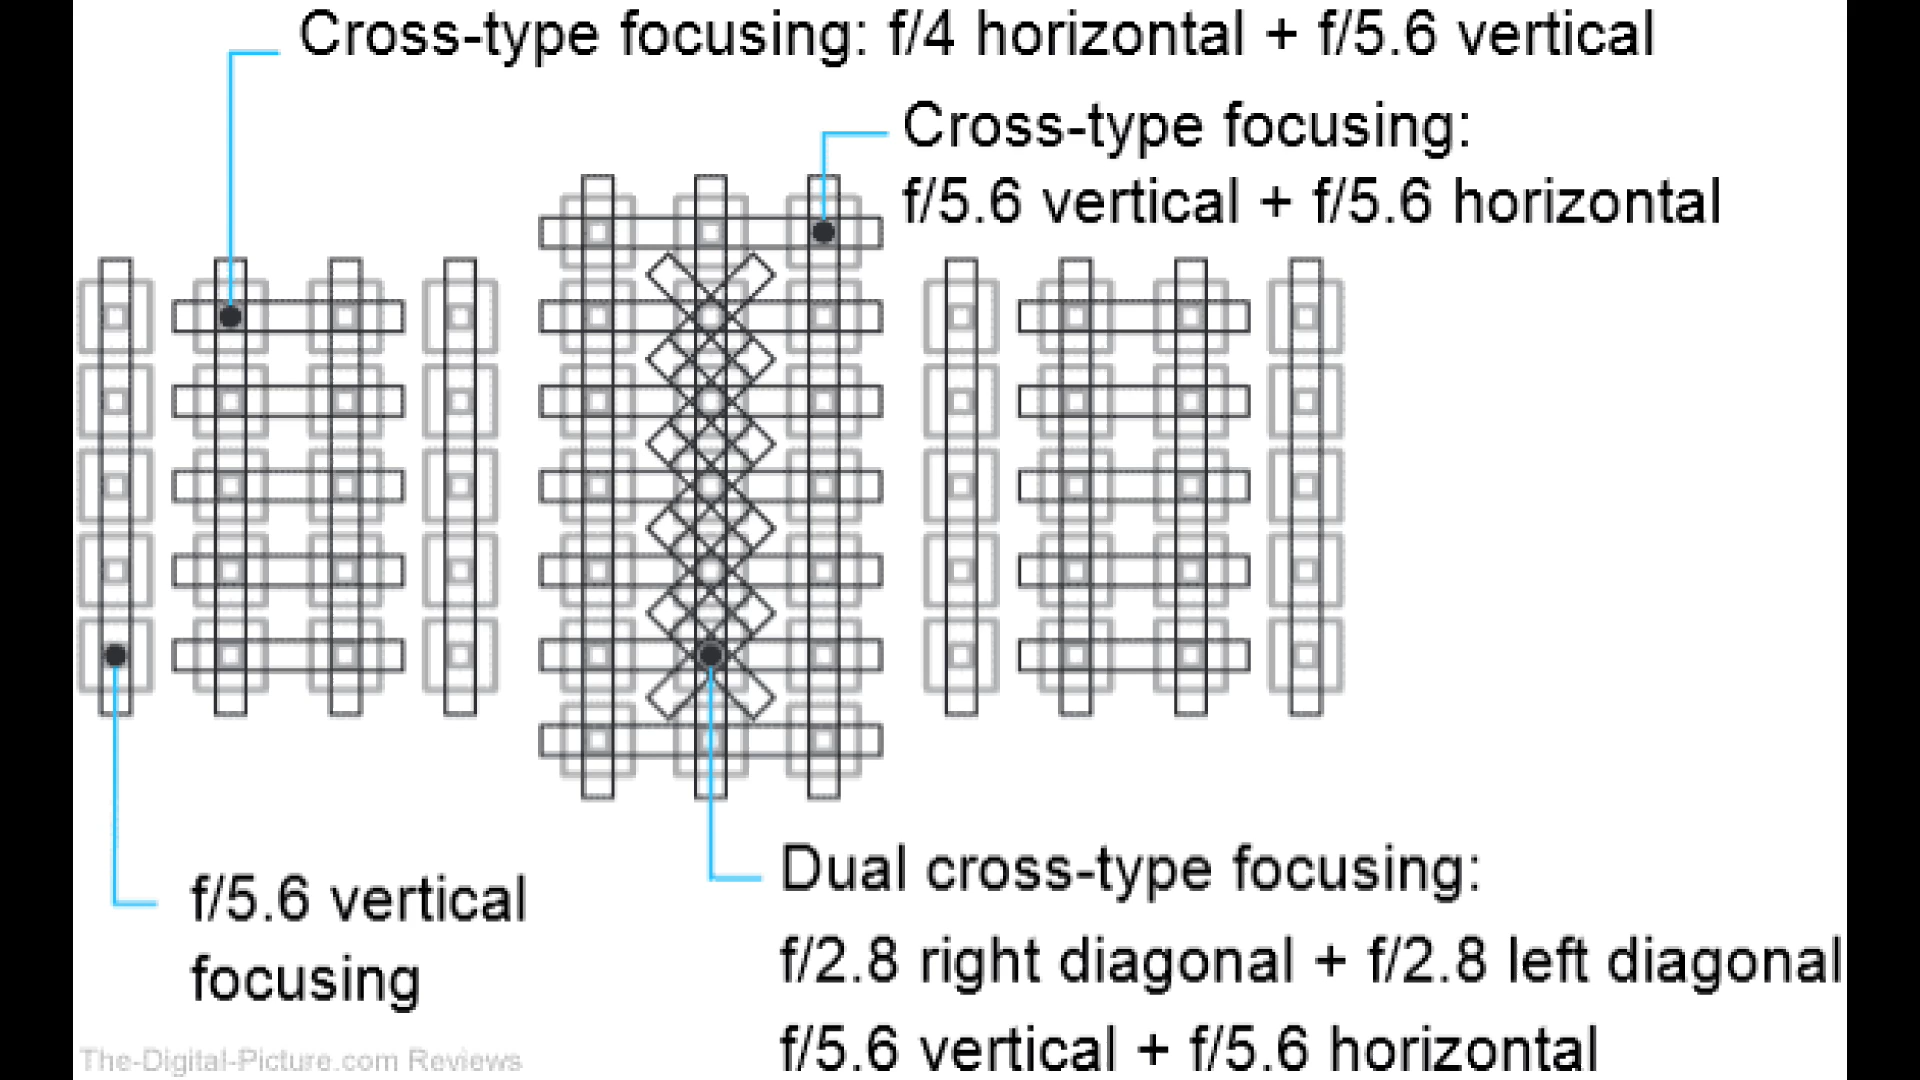 Cross-type focusing: f/4 horizontal + f/5.6 vertical
Cross-type focusing:
f/5.6 vertical + f/5.6 horizontal
f/5.6 vertical
focusing
Dual cross-type focusing:
f/2.8 right diagonal + f/2.8 left diagonal
f/5.6 vertical + f/5.6 horizontal
The-Digital-Picture.com Reviews